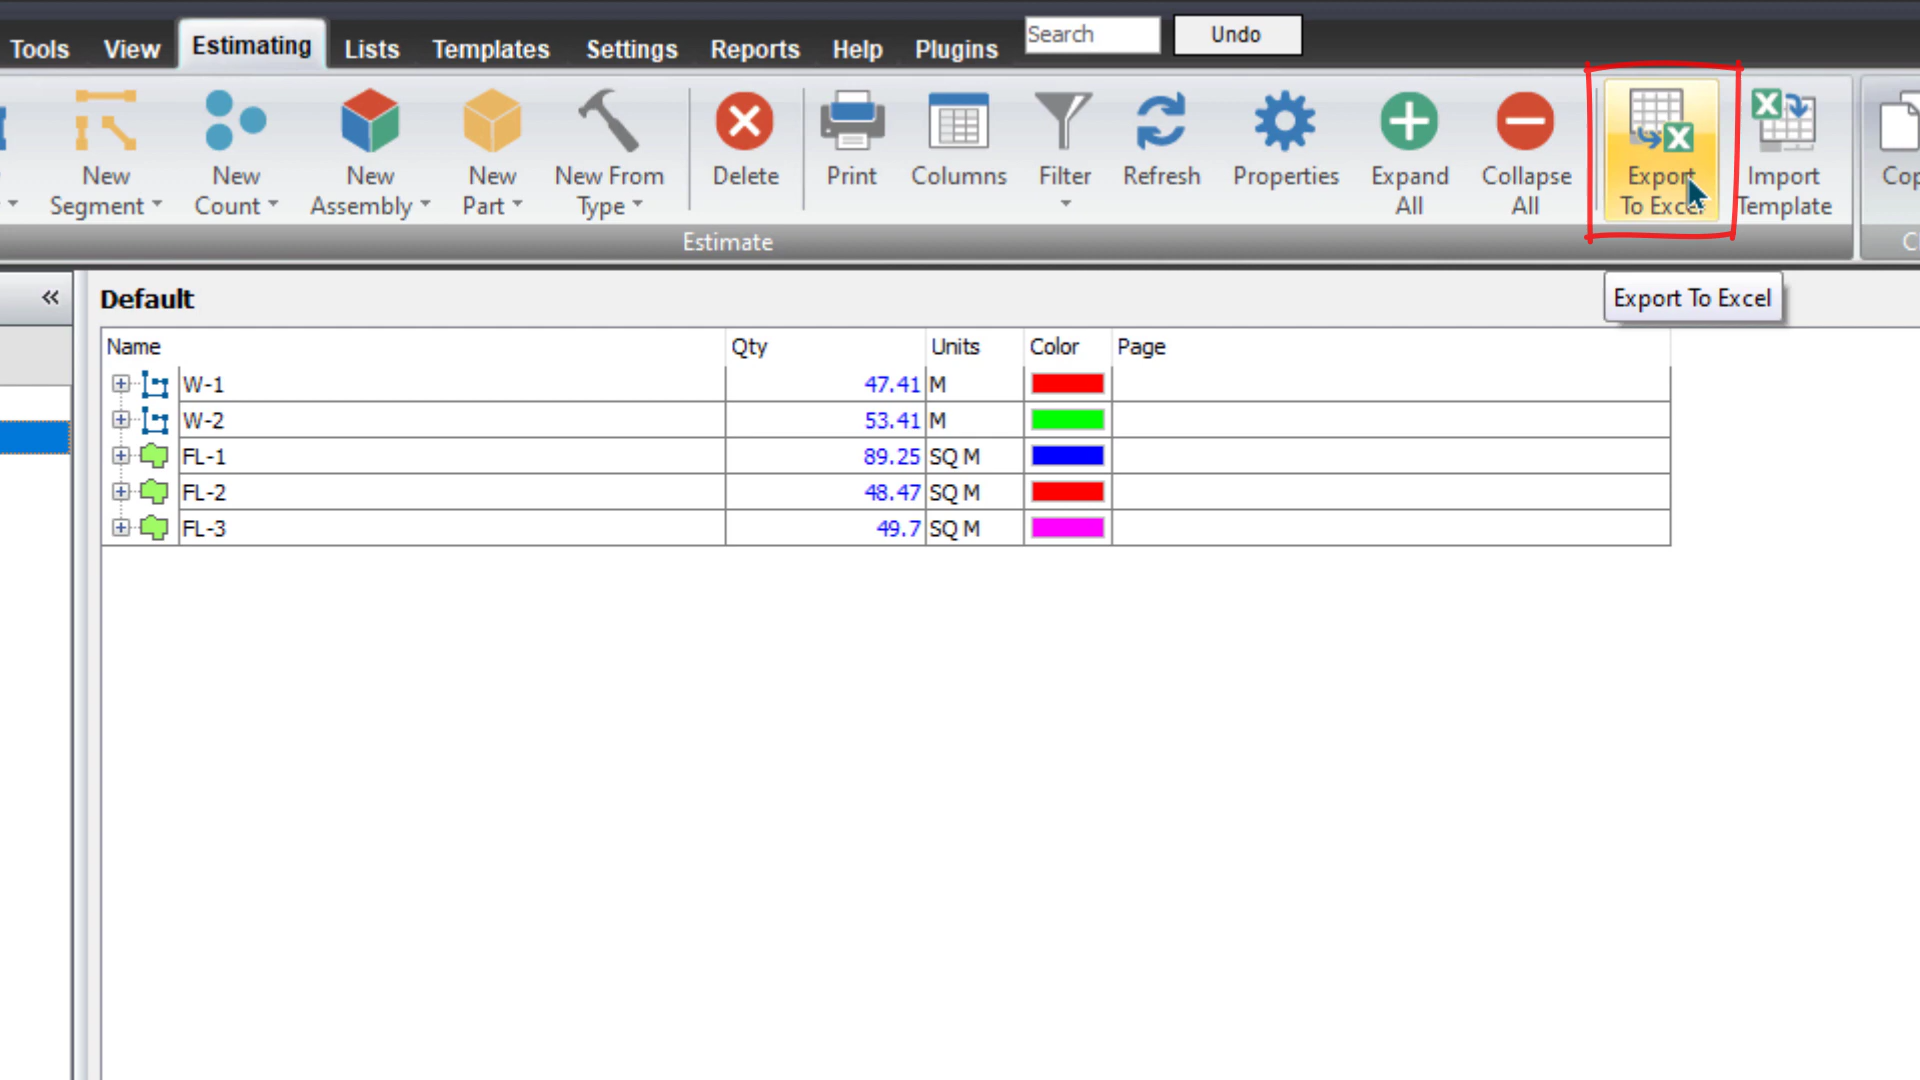 Tools View Estimating Lists Templates Settings Reports Help Plugins Search Undo
New Segment
New Count
New Assembly
New Part
New From Type
Delete
Print
Columns
Filter
Refresh
Properties
Expand All
Collapse All
Export To Excel
Import Template
Estimate
«
Default
Export To Excel
Name Qty Units Color Page
W-1 47.41 M
W-2 53.41 M
FL-1 89.25 SQ M
FL-2 48.47 SQ M
FL-3 49.7 SQ M